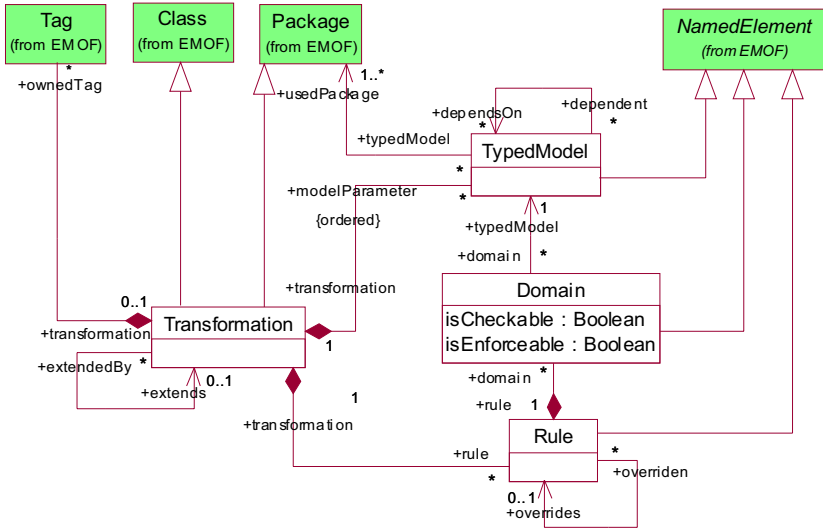 Tag
(from EMOF)
Class
(from EMOF)
Package
(from EMOF)
NamedElement
(from EMOF)
*
+ownedTag
1..*
+usedPackage
+dependsOn
*
+dependent
*
+typedModel
*
TypedModel
+modelParameter
*
{ordered}
1
+typedModel
+domain
*
+transformation
Domain
isCheckable : Boolean
isEnforceable : Boolean
0..1
+transformation
Transformation
1
+extendedBy
*
0..1
+extends
1
+transformation
+domain
*
+rule
1
Rule
+rule
*
*
+overriden
0..1
+overrides